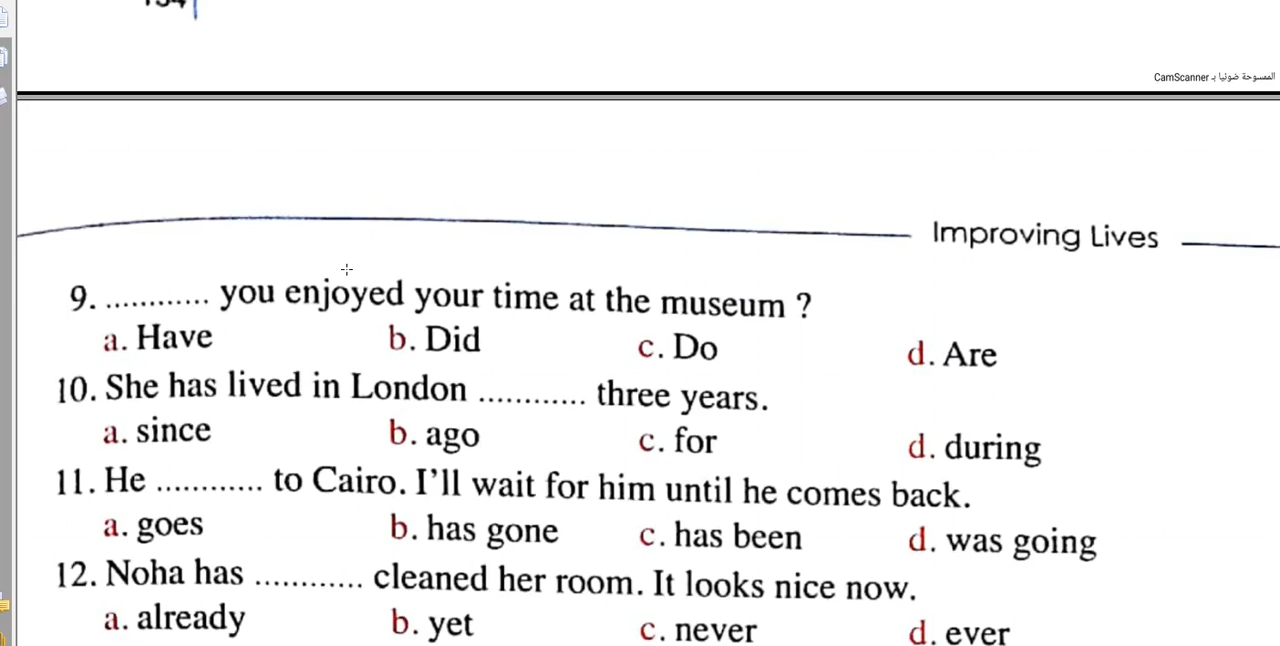 الممسوحة ضوئيا بـ CamScanner
Improving Lives
9. ............ you enjoyed your time at the museum ?
a. Have b. Did c. Do d. Are
10. She has lived in London ............ three years.
a. since b. ago c. for d. during
11. He ............ to Cairo. I’ll wait for him until he comes back.
a. goes b. has gone c. has been d. was going
12. Noha has ............ cleaned her room. It looks nice now.
a. already b. yet c. never d. ever